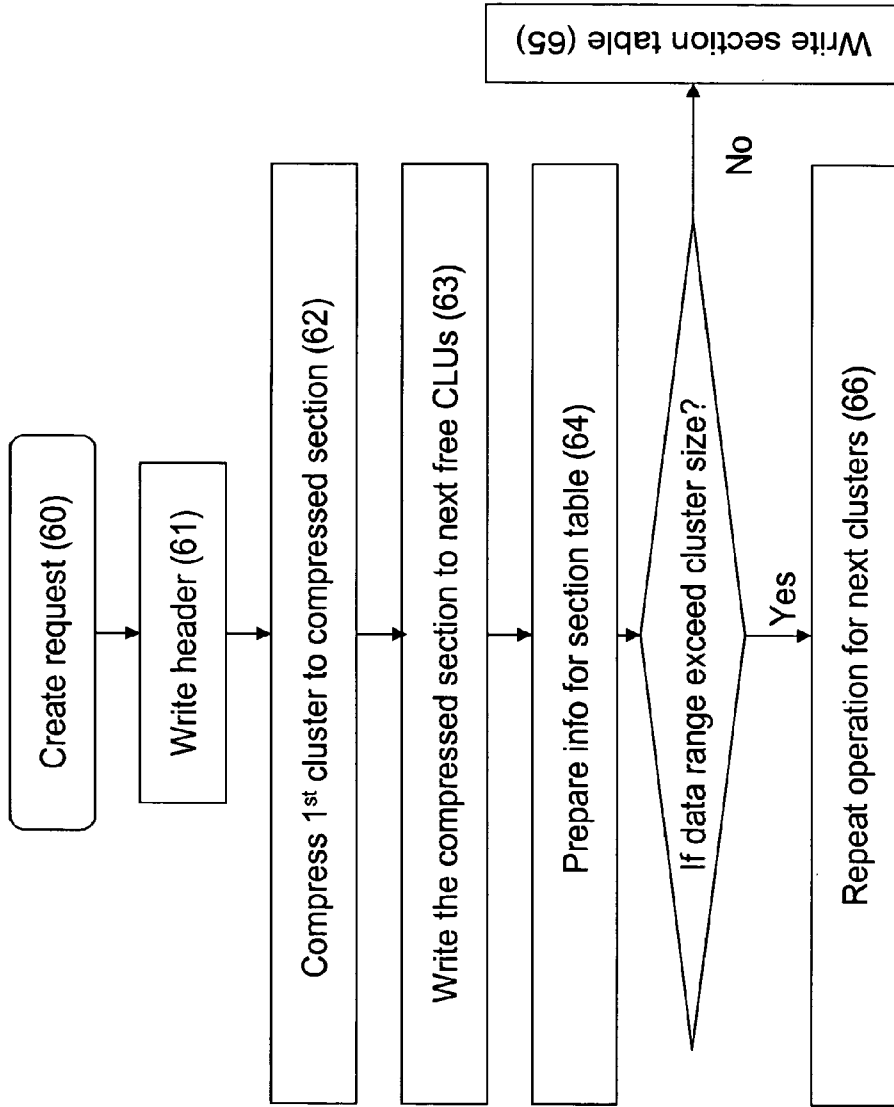 Create request (60)
Write header (61)
Compress 1st cluster to compressed section (62)
Write the compressed section to next free CLUs (63)
Prepare info for section table (64)
If data range exceed cluster size?
No
Write section table (65)
Yes
Repeat operation for next clusters (66)